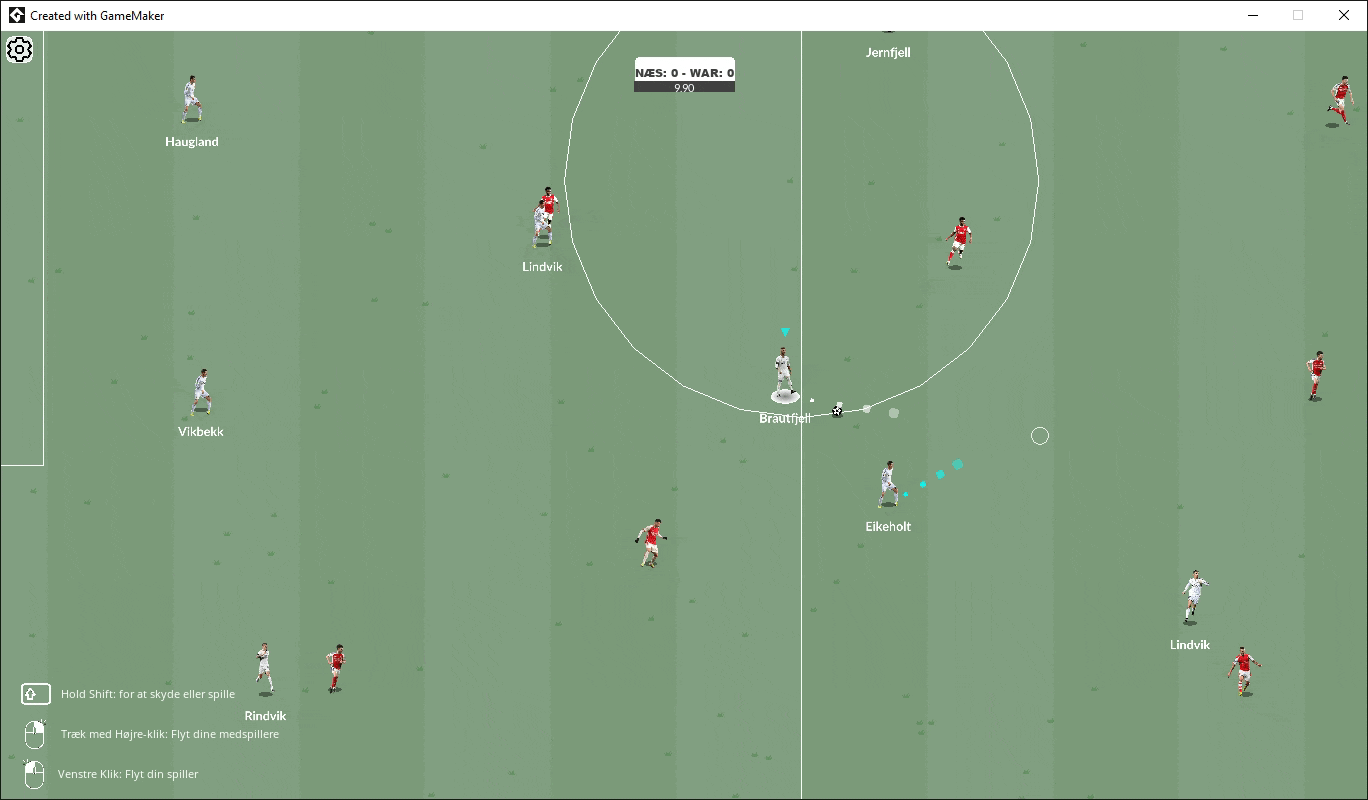 Created with GameMaker
Jernfjell
NÆS: 0 - WAR: 0
9.90
Haugland
Lindvik
Brautfjell
Vikbekk
Eikeholt
Lindvik
Hold Shift: for at skyde eller spille
Rindvik
Træk med Højre-klik: Flyt dine medspillere
Venstre Klik: Flyt din spiller